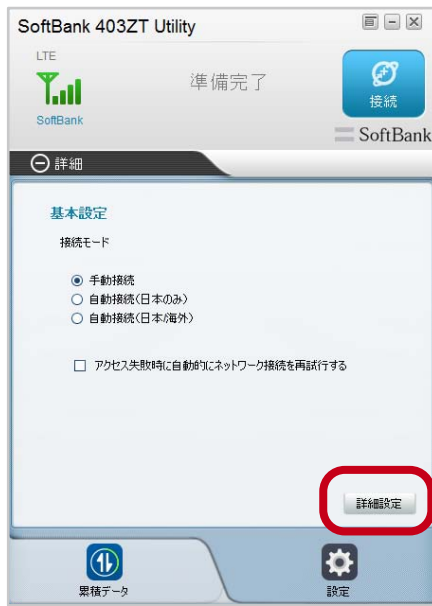 SoftBank 403ZT Utility
LTE
準備完了
接続
SoftBank
SoftBank
詳細
基本設定
接続モード
手動接続
自動接続(日本のみ)
自動接続(日本/海外)
アクセス失敗時に自動的にネットワーク接続を再試行する
詳細設定
累積データ
設定